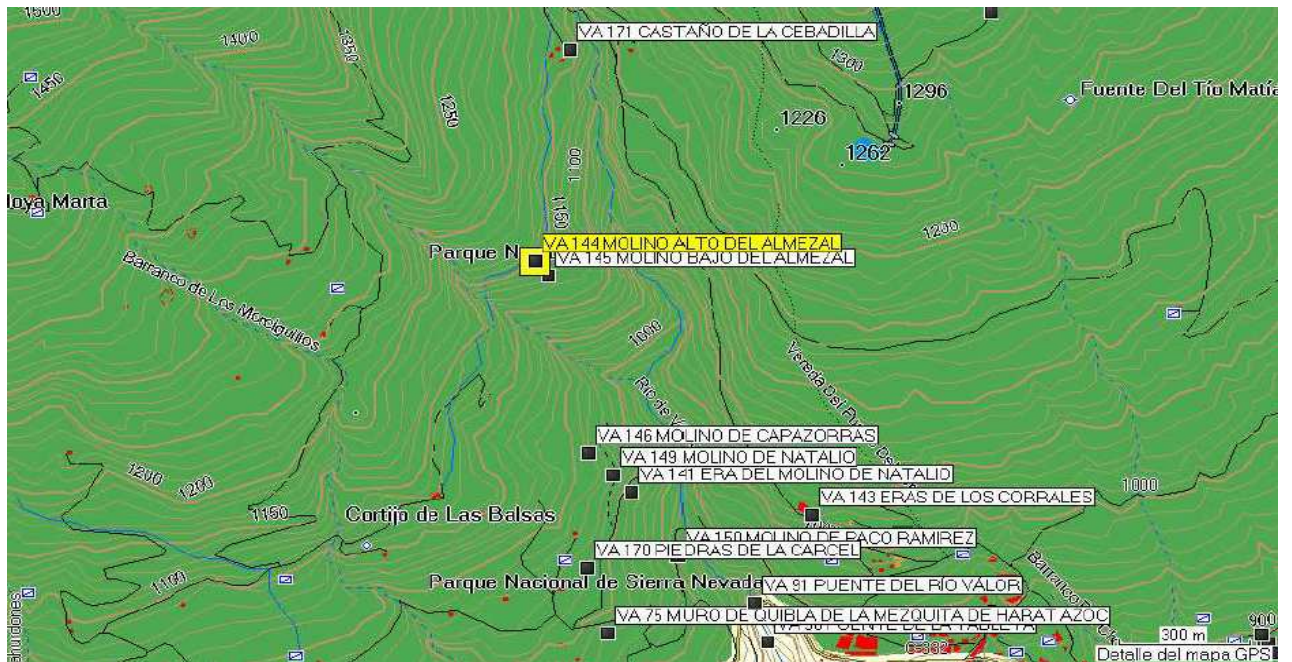 1500
VA 171 CASTAÑO DE LA CEBADILLA
1400
1350
1300
1450
1296
Fuente Del Tío Matía
1250
1226
1262
1100
Hoya Marta
1150
1200
VA 144 MOLINO ALTO DEL ALMEZAL
Parque N
VA 145 MOLINO BAJO DEL ALMEZAL
Barranco de Los Morciguillos
1000
Río de V
Vereda Del
VA 146 MOLINO DE CAPAZORRAS
VA 149 MOLINO DE NATALIO
VA 141 ERA DEL MOLINO DE NATALIO
1200
1200
1000
VA 143 ERAS DE LOS CORRALES
1150
Cortijo de Las Balsas
VA 150 MOLINO DE PACO RAMIREZ
VA 170 PIEDRAS DE LA CARCEL
1100
Parque Nacional de Sierra Nevada
VA 91 PUENTE DEL RÍO VÁLOR
Barranco
VA 75 MURO DE QUIBLA DE LA MEZQUITA DE HARAT AZOC
900
300 m
Detalle del mapa GPS